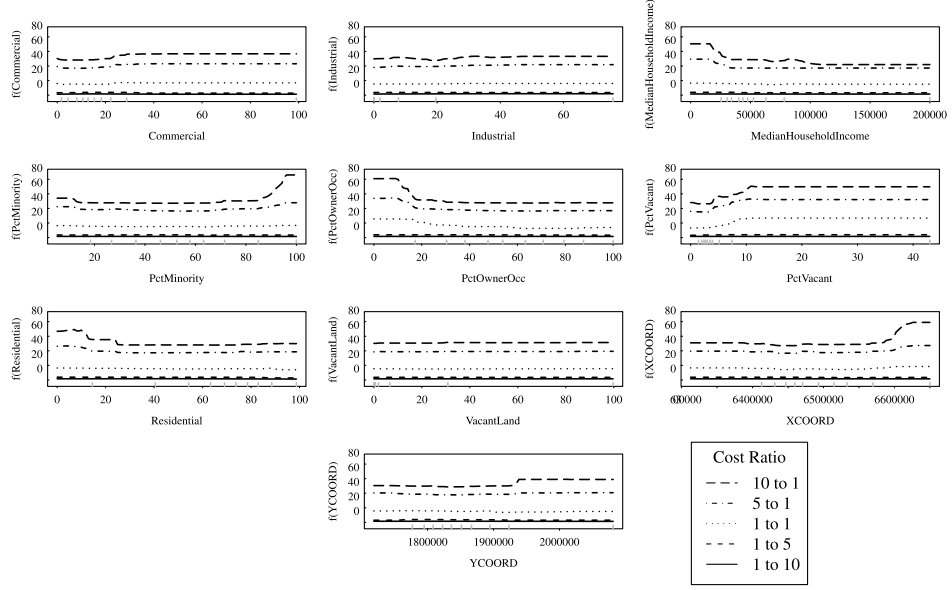 f(Commercial)
80
60
40
20
0
0 20 40 60 80 100
Commercial
f(Industrial)
80
60
40
20
0
0 20 40 60
Industrial
f(MedianHouseholdIncome)
80
60
40
20
0
0 50000 100000 150000 200000
MedianHouseholdIncome
f(PctMinority)
80
60
40
20
0
20 40 60 80 100
PctMinority
f(PctOwnerOcc)
80
60
40
20
0
0 20 40 60 80 100
PctOwnerOcc
f(PctVacant)
80
60
40
20
0
0 10 20 30 40
PctVacant
f(Residential)
80
60
40
20
0
0 20 40 60 80 100
Residential
f(VacantLand)
80
60
40
20
0
0 20 40 60 80 100
VacantLand
f(XCOORD)
80
60
40
20
0
6400000 6500000 6600000
XCOORD
f(YCOORD)
80
60
40
20
0
1800000 1900000 2000000
YCOORD
Cost Ratio
10 to 1
5 to 1
1 to 1
1 to 5
1 to 10